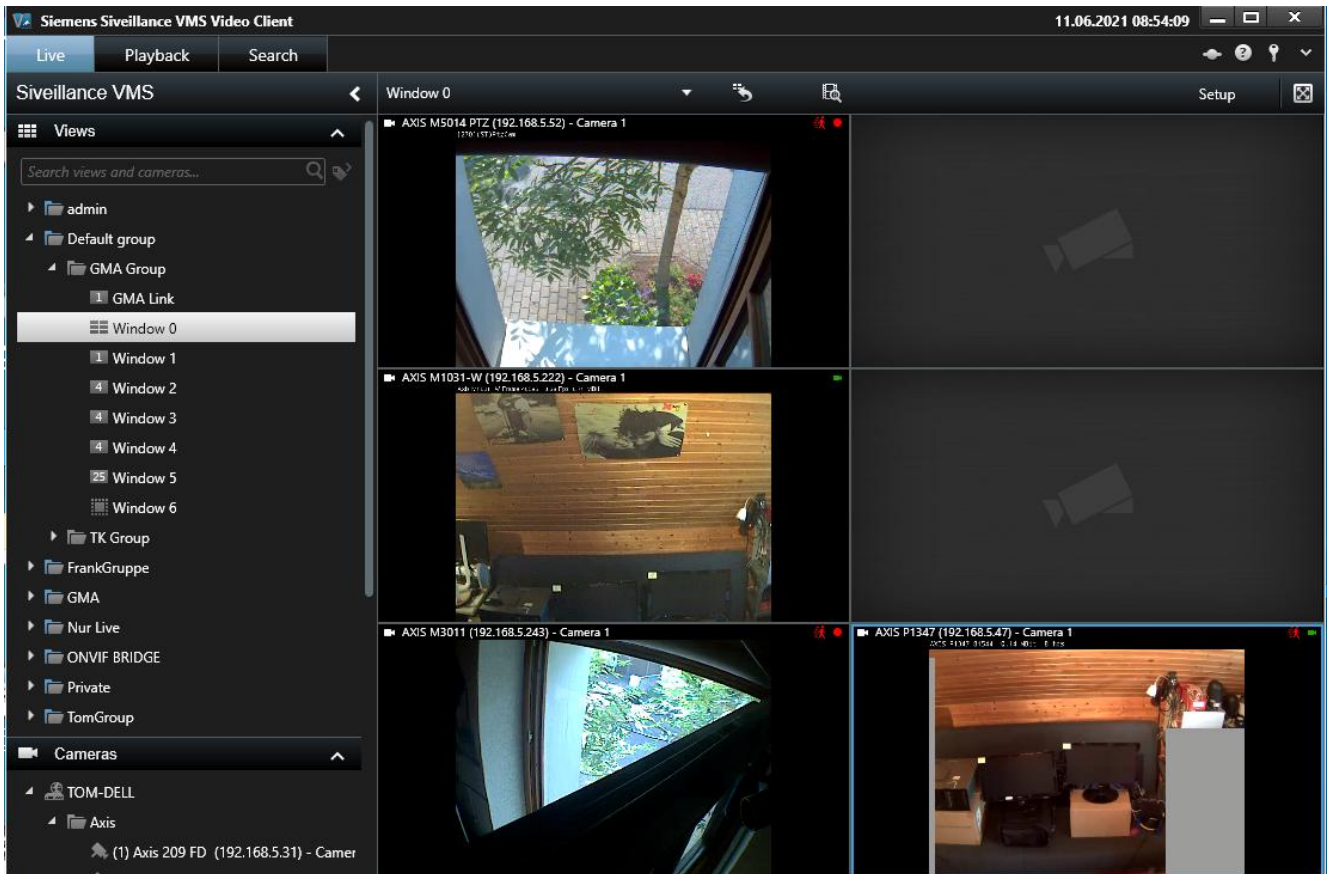 Siemens Siveillance VMS Video Client
11.06.2021 08:54:09
Live
Playback
Search
Siveillance VMS
Window 0
Setup
Views
Search views and cameras...
admin
Default group
GMA Group
1 GMA Link
Window 0
1 Window 1
4 Window 2
4 Window 3
4 Window 4
25 Window 5
Window 6
TK Group
FrankGruppe
GMA
Nur Live
ONVIF BRIDGE
Private
TomGroup
Cameras
TOM-DELL
Axis
(1) Axis 209 FD (192.168.5.31) - Camer
AXIS M5014 PTZ (192.168.5.52) - Camera 1
AXIS M1031-W (192.168.5.222) - Camera 1
AXIS M3011 (192.168.5.243) - Camera 1
AXIS P1347 (192.168.5.47) - Camera 1